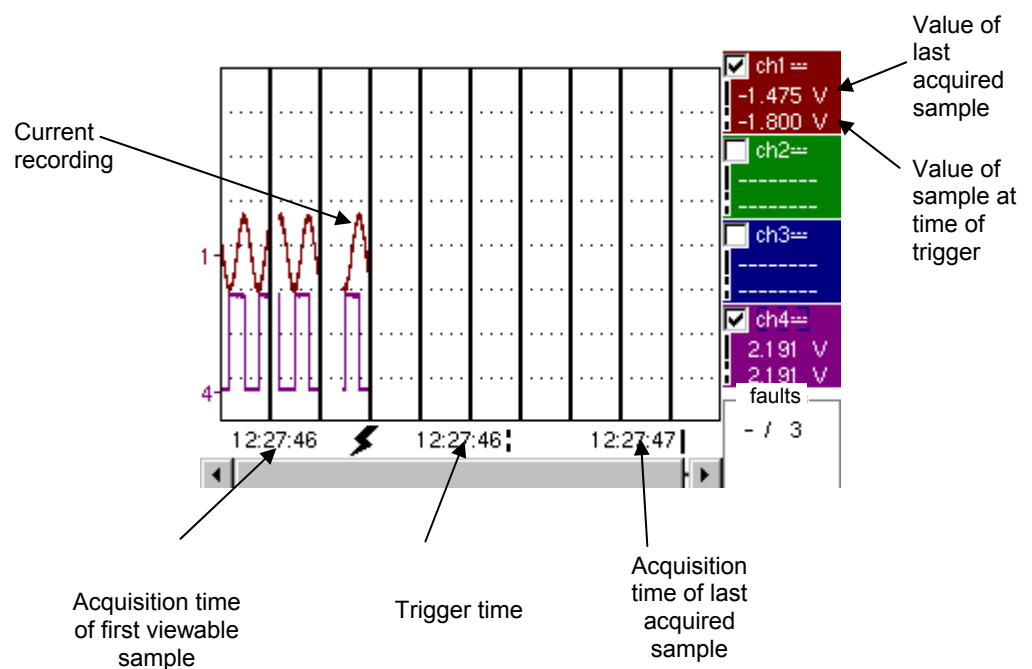 Value of
last
acquired
sample
ch1
-1.475 V
-1.800 V
Current
recording
ch2
--------
--------
Value of
sample at
time of
trigger
ch3
--------
--------
1
ch4
2.191 V
2.191 V
4
faults
- / 3
12:27:46
12:27:46
12:27:47
Acquisition time
of first viewable
sample
Trigger time
Acquisition
time of last
acquired
sample